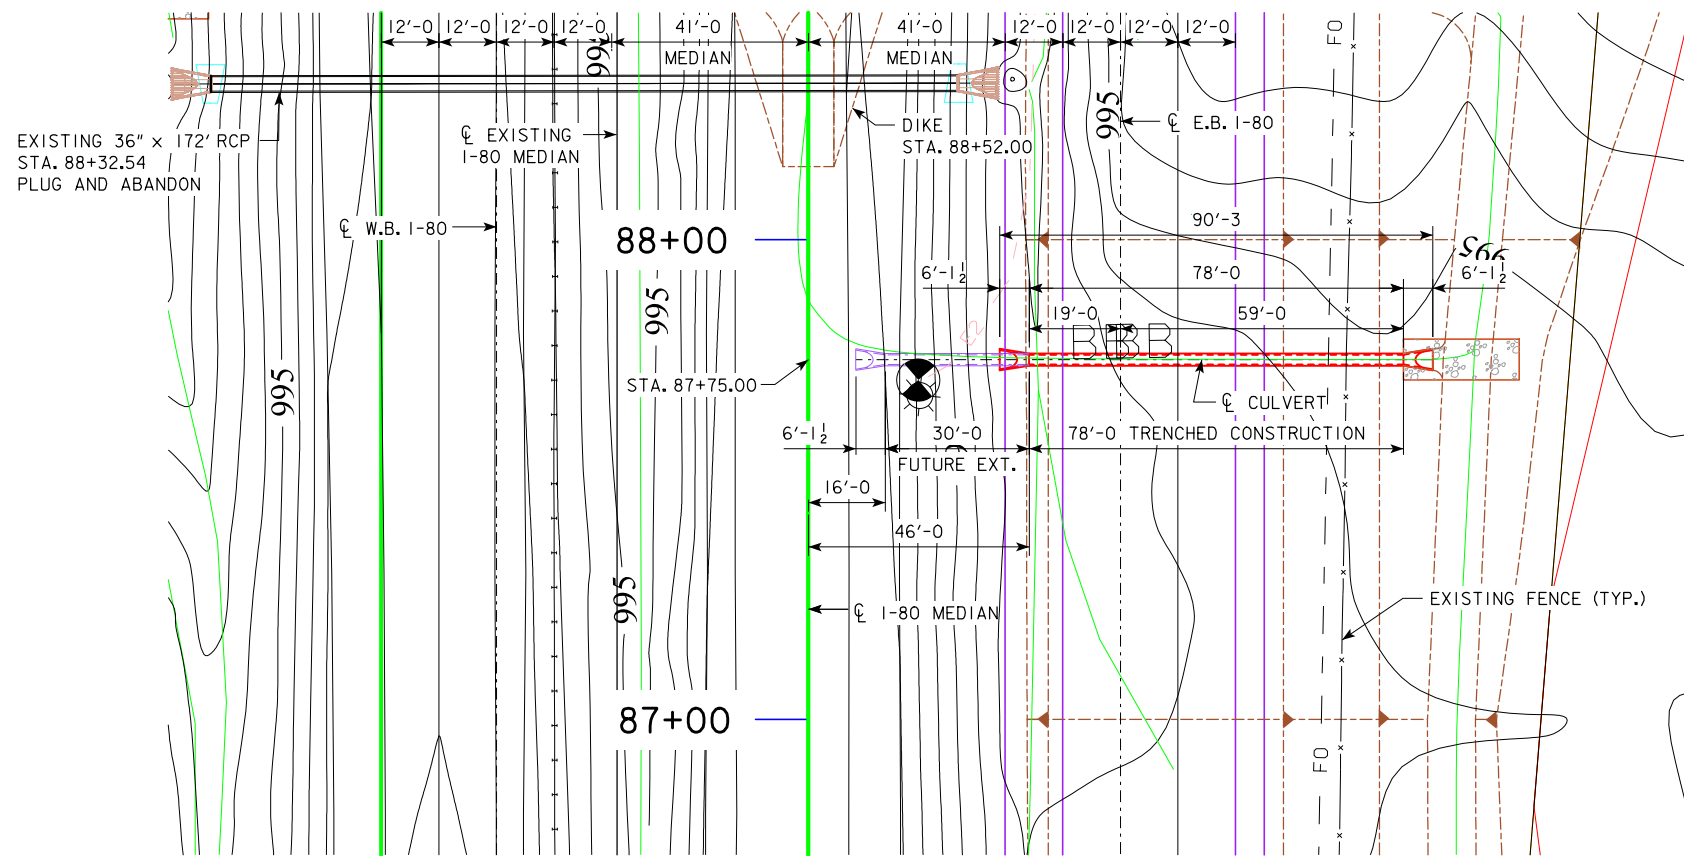 12'-0 12'-0 12'-0 12'-0 41'-0 41'-0 12'-0 12'-0 12'-0 12'-0
MEDIAN MEDIAN
FO
995
995
EXISTING 36" x 172' RCP
STA. 88+32.54
PLUG AND ABANDON
℄ EXISTING
I-80 MEDIAN
DIKE
STA. 88+52.00
℄ E.B. I-80
℄ W.B. I-80
88+00
90'-3
995
6'-1½ 78'-0 6'-1½
995
19'-0 59'-0
E2
B B B B
995
STA. 87+75.00
℄ CULVERT
6'-1½ 30'-0 78'-0 TRENCHED CONSTRUCTION
FUTURE EXT.
16'-0
46'-0
995
℄ I-80 MEDIAN
EXISTING FENCE (TYP.)
87+00
FO